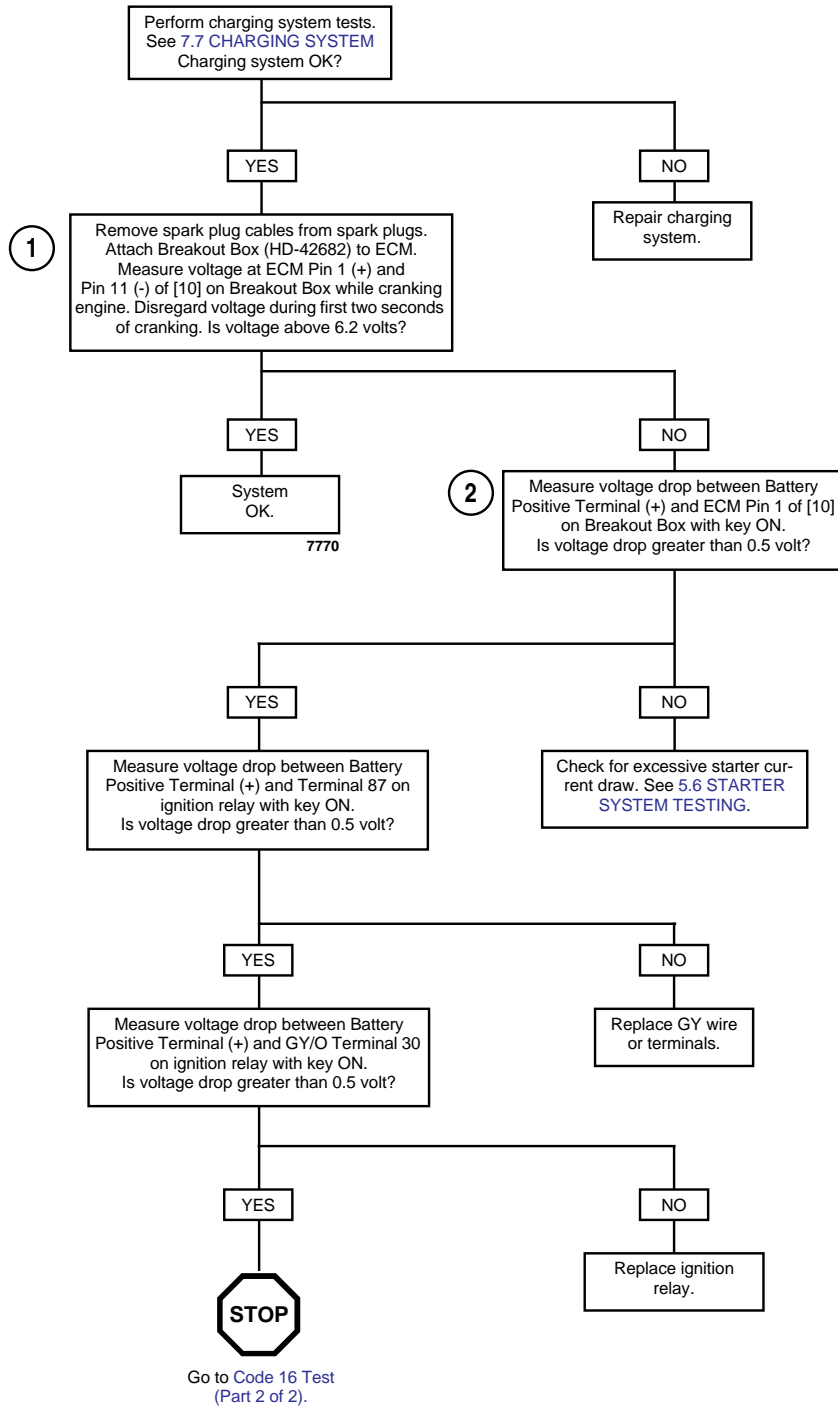 Perform charging system tests.
See 7.7 CHARGING SYSTEM
Charging system OK?
YES
NO
1
Remove spark plug cables from spark plugs.
Attach Breakout Box (HD-42682) to ECM.
Measure voltage at ECM Pin 1 (+) and
Pin 11 (-) of [10] on Breakout Box while cranking
engine. Disregard voltage during first two seconds
of cranking. Is voltage above 6.2 volts?
Repair charging
system.
YES
NO
System
OK.
7770
2
Measure voltage drop between Battery
Positive Terminal (+) and ECM Pin 1 of [10]
on Breakout Box with key ON.
Is voltage drop greater than 0.5 volt?
YES
NO
Measure voltage drop between Battery
Positive Terminal (+) and Terminal 87 on
ignition relay with key ON.
Is voltage drop greater than 0.5 volt?
Check for excessive starter cur-
rent draw. See 5.6 STARTER
SYSTEM TESTING.
YES
NO
Measure voltage drop between Battery
Positive Terminal (+) and GY/O Terminal 30
on ignition relay with key ON.
Is voltage drop greater than 0.5 volt?
Replace GY wire
or terminals.
YES
NO
STOP
Replace ignition
relay.
Go to Code 16 Test
(Part 2 of 2).